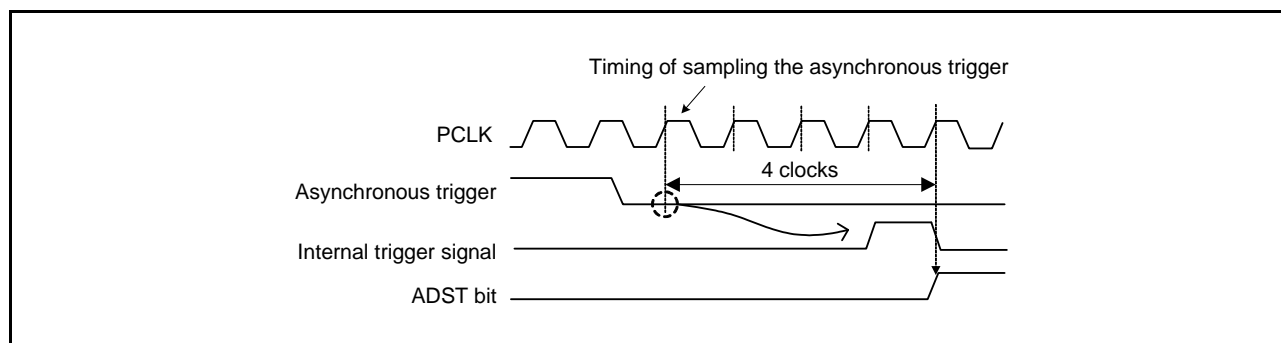 Timing of sampling the asynchronous trigger
PCLK
4 clocks
Asynchronous trigger
Internal trigger signal
ADST bit